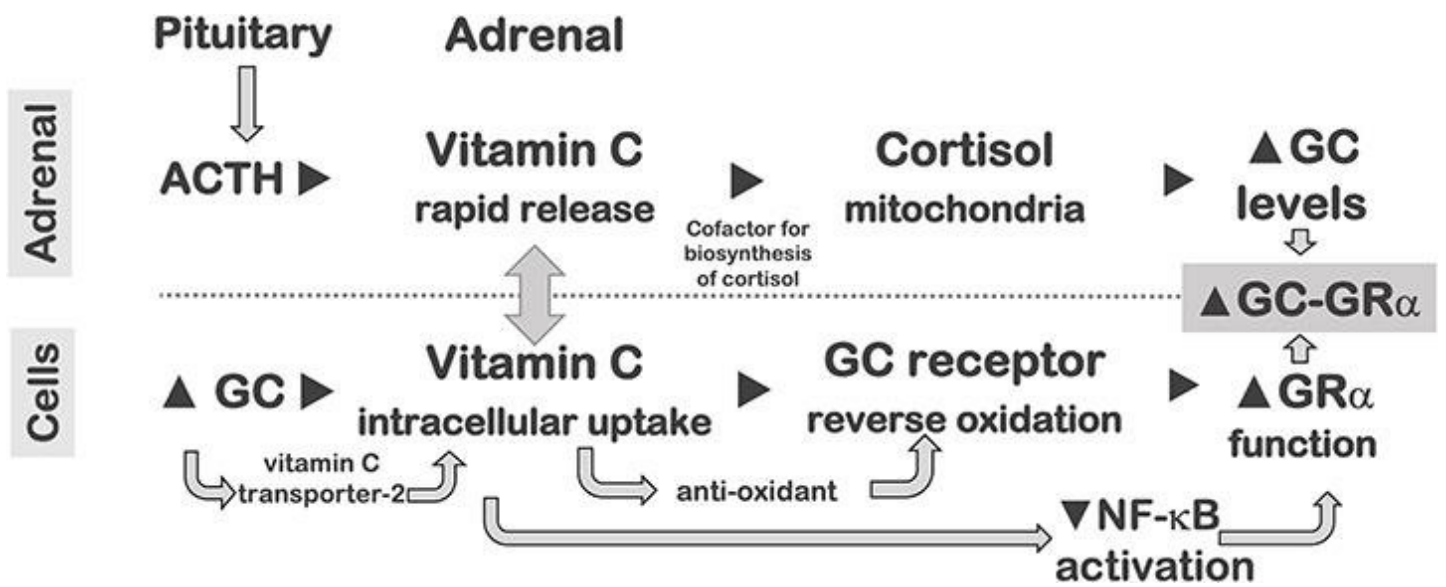 Pituitary
Adrenal
Adrenal
ACTH ▶
Vitamin C
rapid release
▶
Cofactor for
biosynthesis
of cortisol
Cortisol
mitochondria
▶
▲ GC
levels
▲ GC-GRα
Cells
▲ GC ▶
Vitamin C
intracellular uptake
▶
GC receptor
reverse oxidation
▶
▲ GRα
function
vitamin C
transporter-2
anti-oxidant
▼ NF-κB
activation